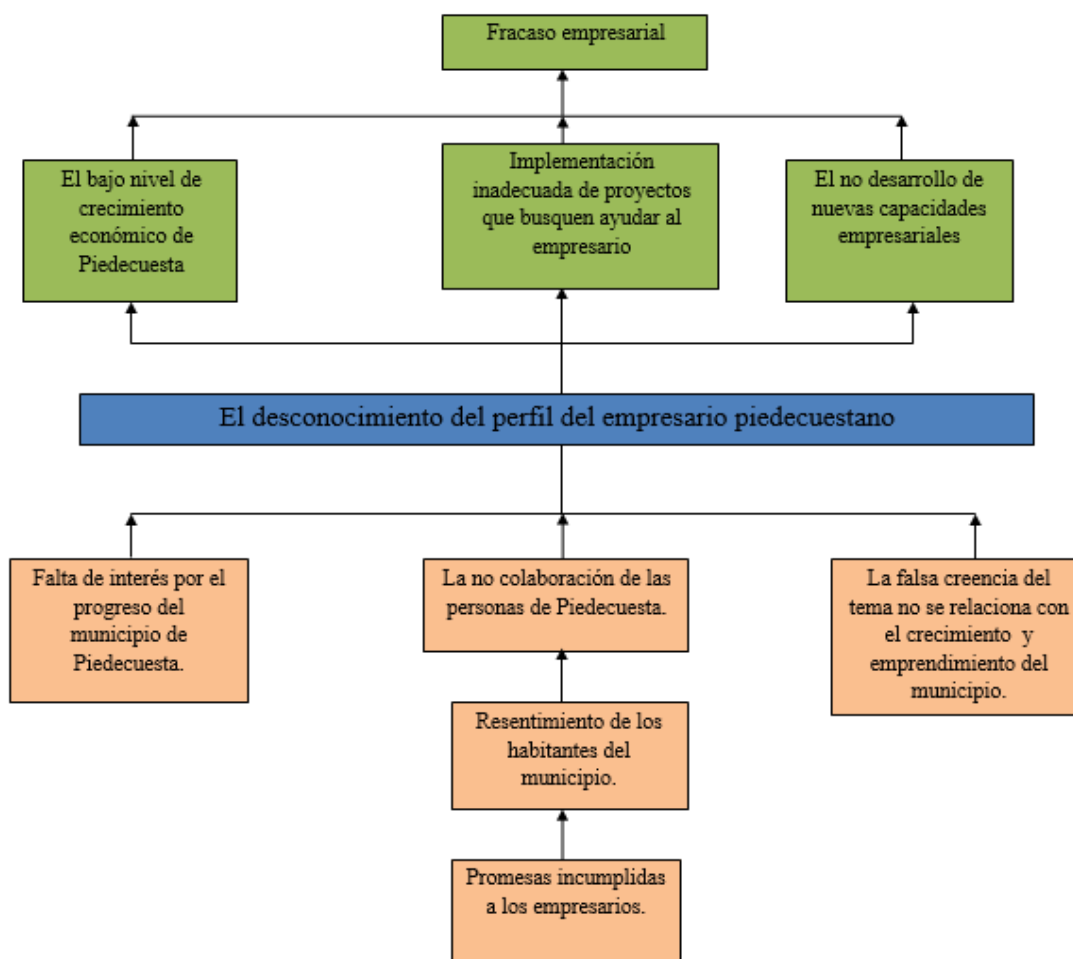 Fracaso empresarial
El bajo nivel de
crecimiento
económico de
Piedecuesta
Implementación
inadecuada de proyectos
que busquen ayudar al
empresario
El no desarrollo de
nuevas capacidades
empresariales
El desconocimiento del perfil del empresario piedecuestano
Falta de interés por el
progreso del
municipio de
Piedecuesta.
La no colaboración de las
personas de Piedecuesta.
La falsa creencia del
tema no se relaciona con
el crecimiento y
emprendimiento del
municipio.
Resentimiento de los
habitantes del
municipio.
Promesas incumplidas
a los empresarios.